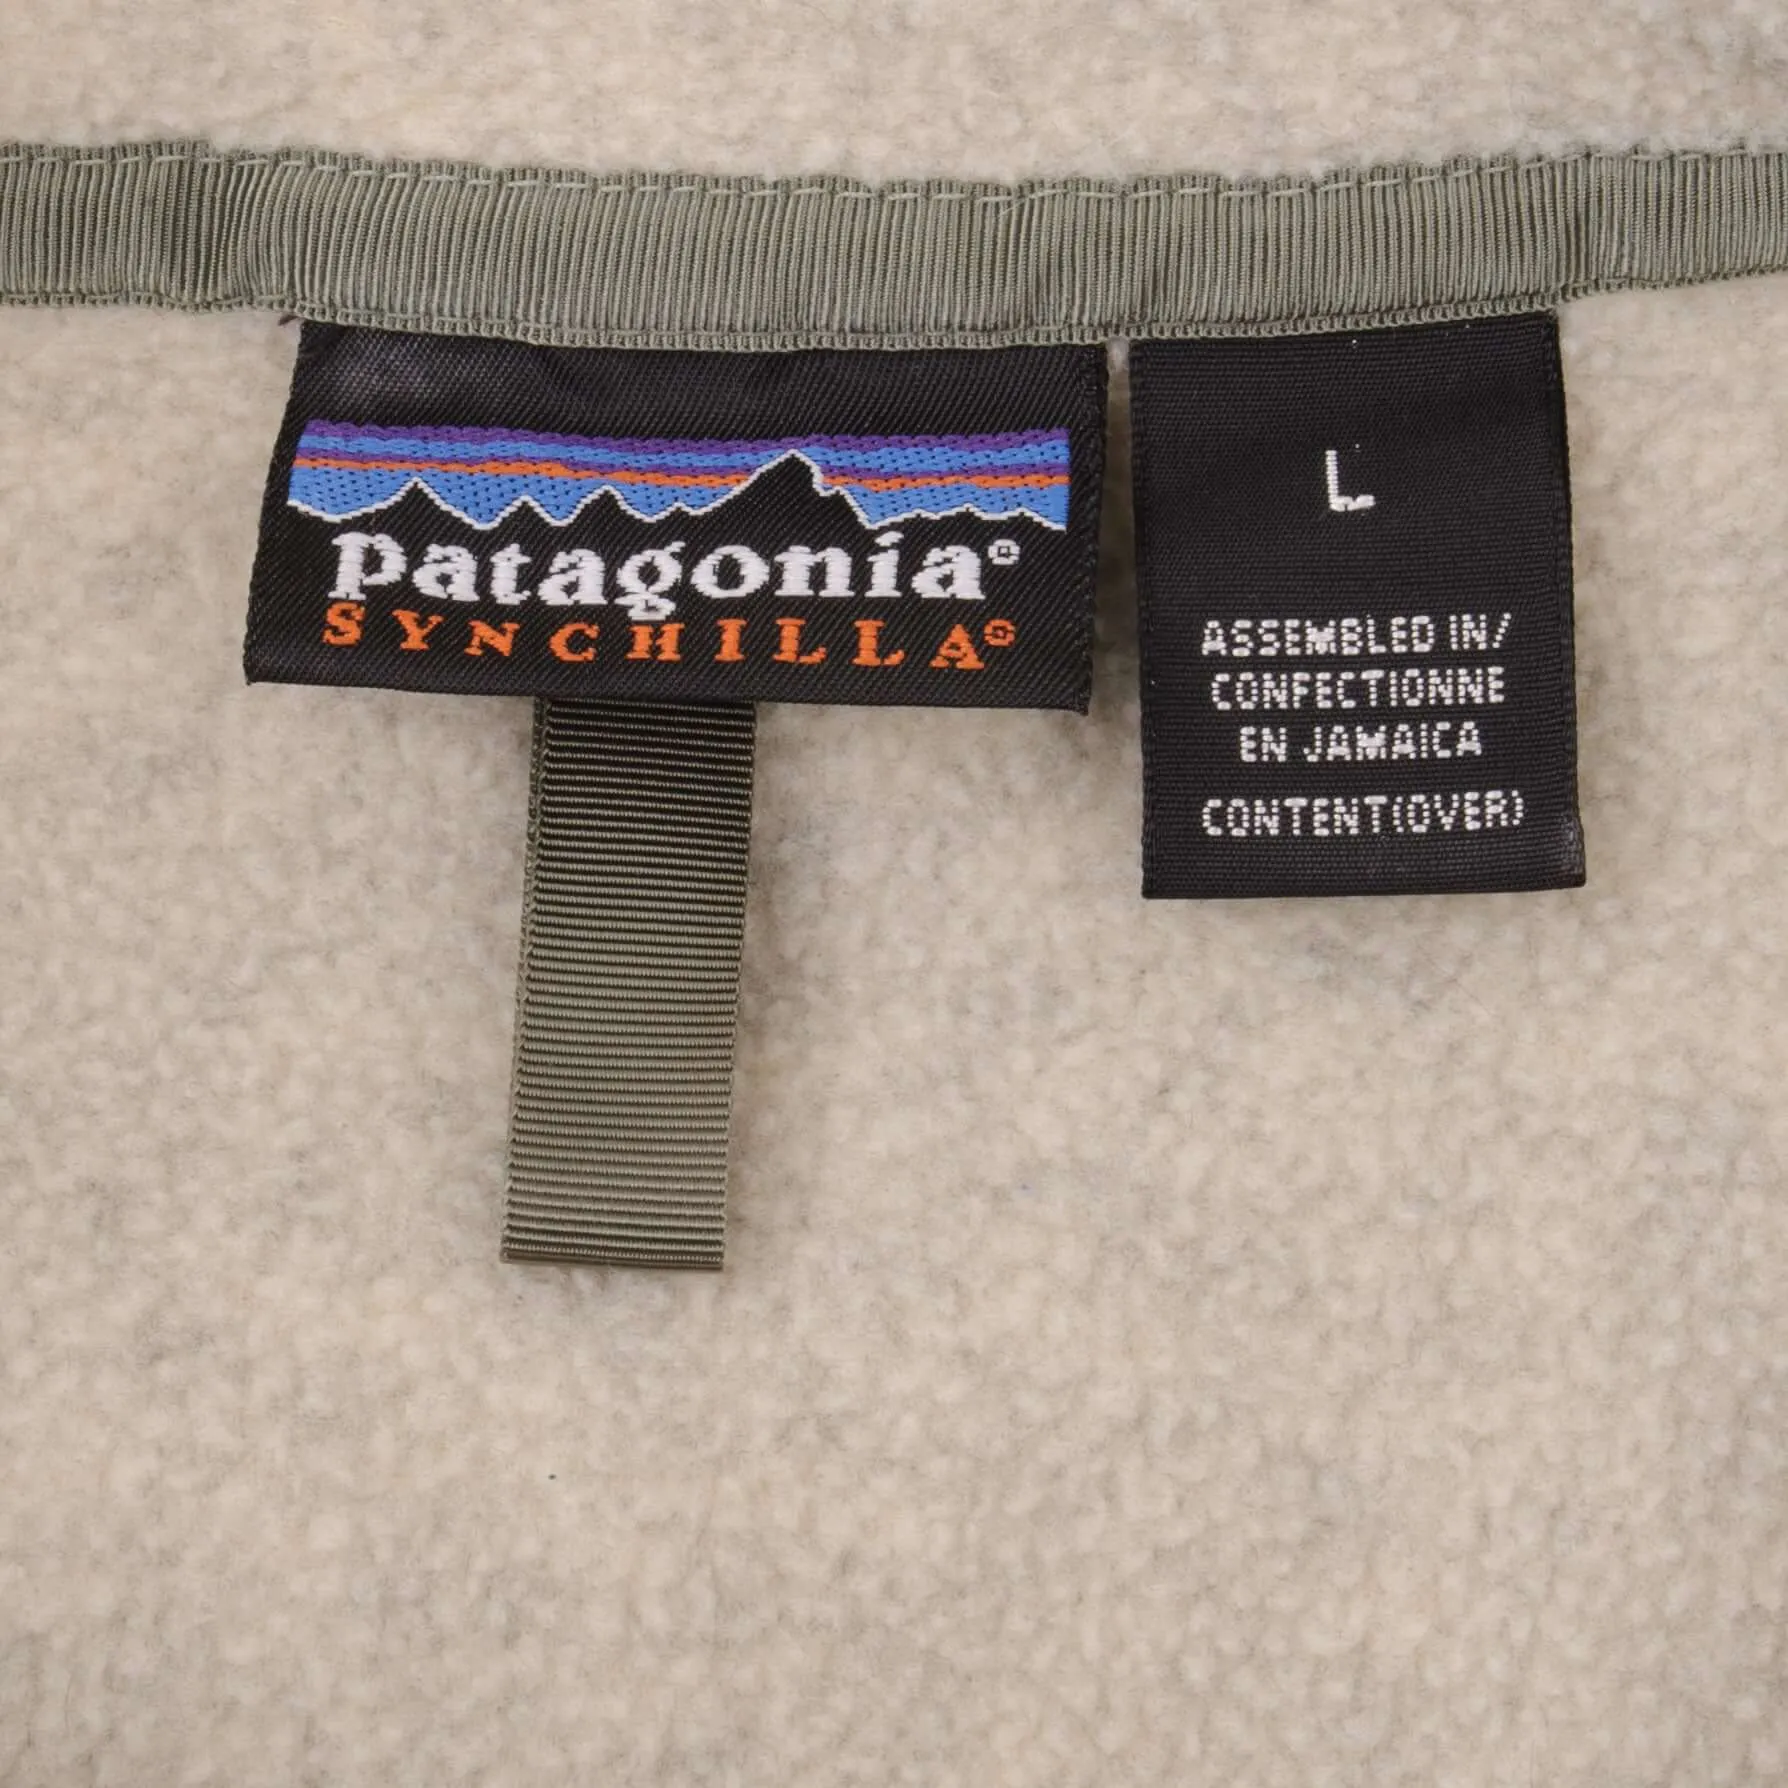 patagonia®
SYNCHILLA®
L
ASSEMBLED IN/
CONFECTIONNE
EN JAMAICA
CONTENT(OVER)